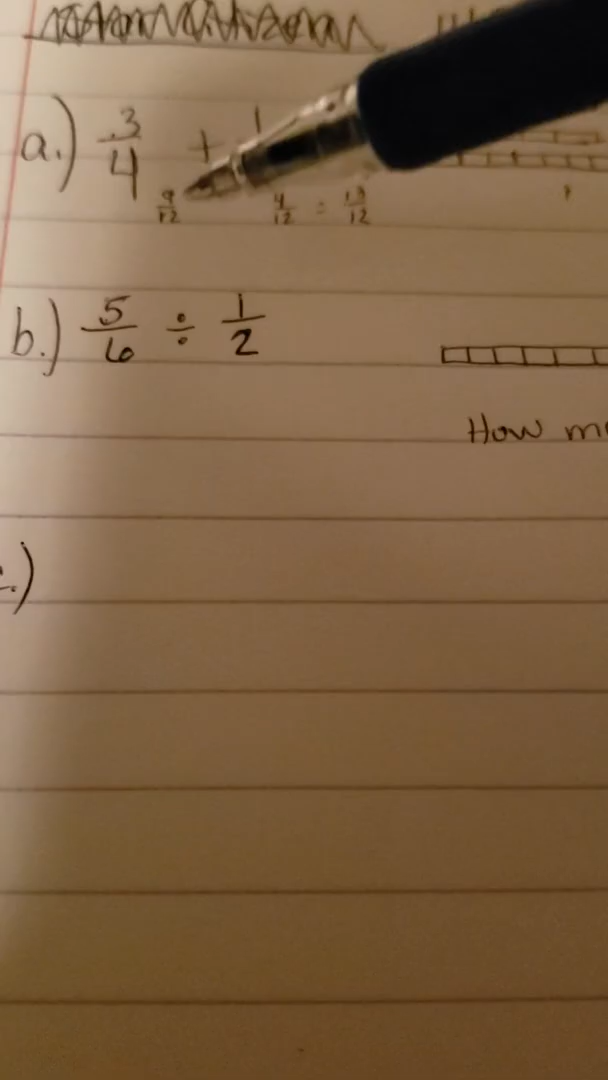 a.) 3/4 + 1
9/12 4/12 = 13/12
b.) 5/6 ÷ 1/2
How
.)